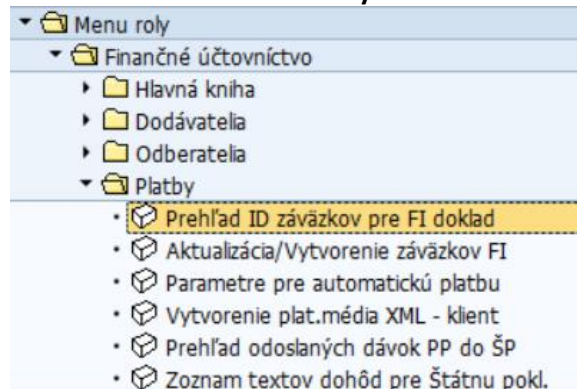 Menu roly
Finančné účtovníctvo
Hlavná kniha
Dodávatelia
Odberatelia
Platby
Prehľad ID záväzkov pre FI doklad
Aktualizácia/Vytvorenie záväzkov FI
Parametre pre automatickú platbu
Vytvorenie plat.média XML - klient
Prehľad odoslaných dávok PP do ŠP
Zoznam textov dohôd pre Štátnu pokl.